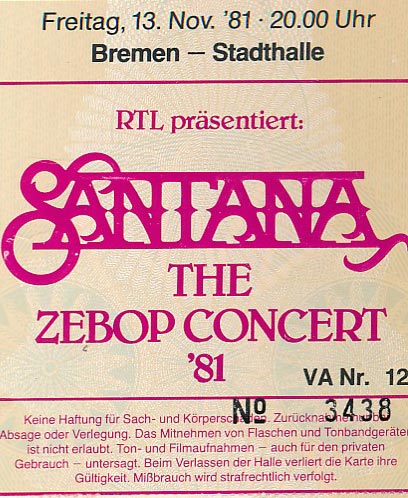 Freitag, 13. Nov. '81 · 20.00 Uhr
Bremen — Stadthalle
RTL präsentiert:
SANTANA
THE
ZEBOP CONCERT
'81
VA Nr. 12
Nº 3438
Keine Haftung für Sach- und Körperschäden. Zurücknahme nur bei
Absage oder Verlegung. Das Mitnehmen von Flaschen und Tonbandgeräten
ist nicht erlaubt. Ton- und Filmaufnahmen — auch für den privaten
Gebrauch — untersagt. Beim Verlassen der Halle verliert die Karte ihre
Gültigkeit. Mißbrauch wird strafrechtlich verfolgt.